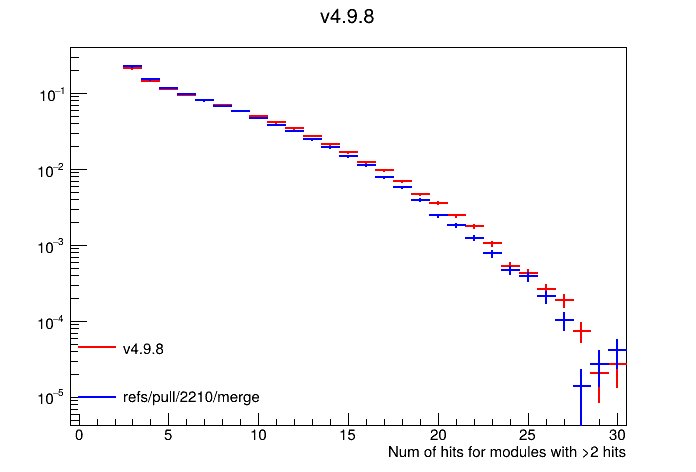 v4.9.8
10⁻¹
10⁻²
10⁻³
10⁻⁴
10⁻⁵
v4.9.8
refs/pull/2210/merge
0 5 10 15 20 25 30
Num of hits for modules with >2 hits